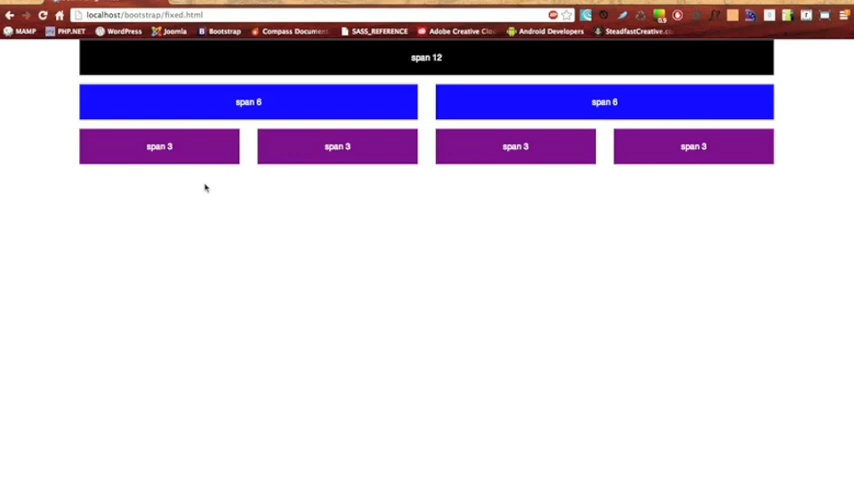 localhost/bootstrap/fixed.html
MAMP PHP.NET WordPress Joomla Bootstrap Compass Documen SASS_REFERENCE Adobe Creative Clo Android Developers SteadfastCreative.
span 12
span 6 span 6
span 3 span 3 span 3 span 3